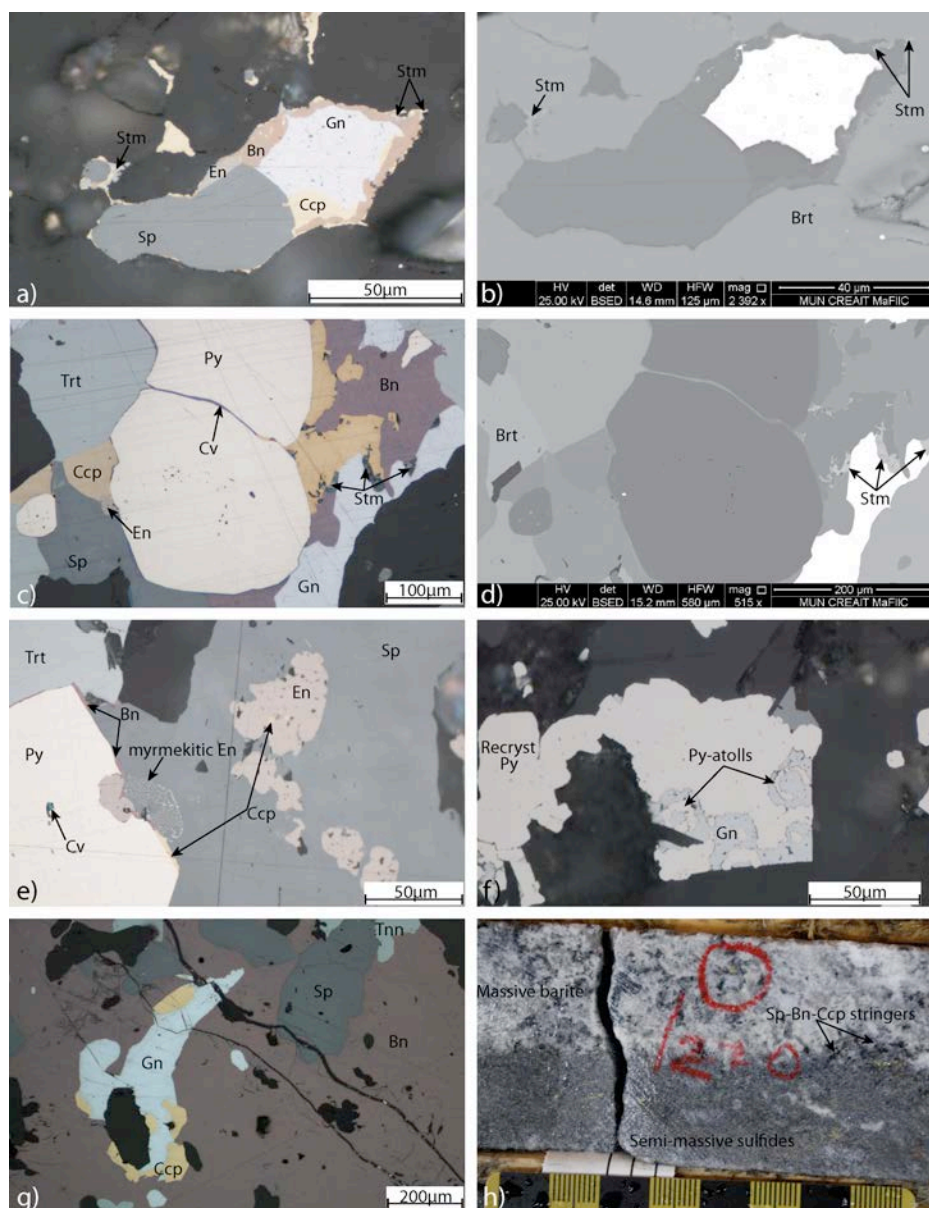 Stm
Stm
Gn
Bn
En
Ccp
Sp
50µm
a)
Stm
Stm
Brt
b)
HV det WD HFW mag □ 40 µm
25.00 kV BSED 14.6 mm 125 µm 2 392 x MUN CREAIT MaFIIC
Py
Trt
Bn
Cv
Ccp
Stm
En
Sp
Gn
c)
100µm
Brt
Stm
d)
HV det WD HFW mag □ 200 µm
25.00 kV BSED 15.2 mm 580 µm 515 x MUN CREAIT MaFIIC
Trt
Sp
En
Bn
Py
myrmekitic En
Ccp
Cv
e)
50µm
Recryst
Py
Py-atolls
Gn
f)
50µm
Tnn
Sp
Bn
Gn
Ccp
g)
200µm
Massive barite
Sp-Bn-Ccp stringers
Semi-massive sulfides
h)